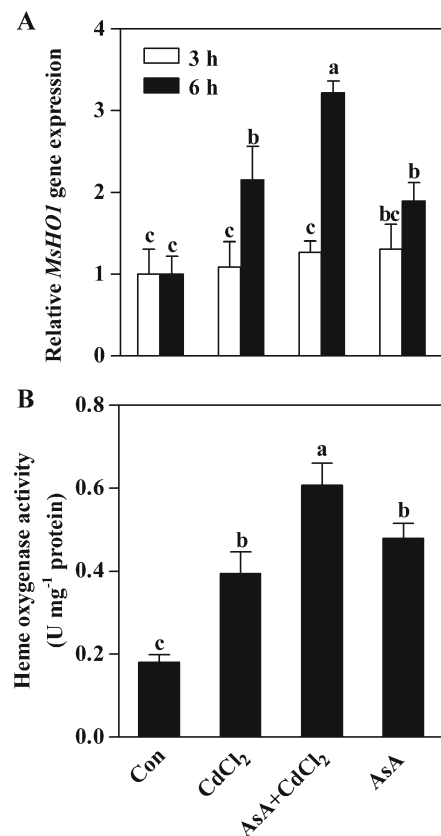 A
Relative MsHO1 gene expression
4
3
2
1
0
3 h
6 h
c
c
c
b
c
a
bc
b
B
Heme oxygenase activity
(U mg⁻¹ protein)
0.8
0.6
0.4
0.2
0.0
c
b
a
b
Con
CdCl₂
AsA+CdCl₂
AsA